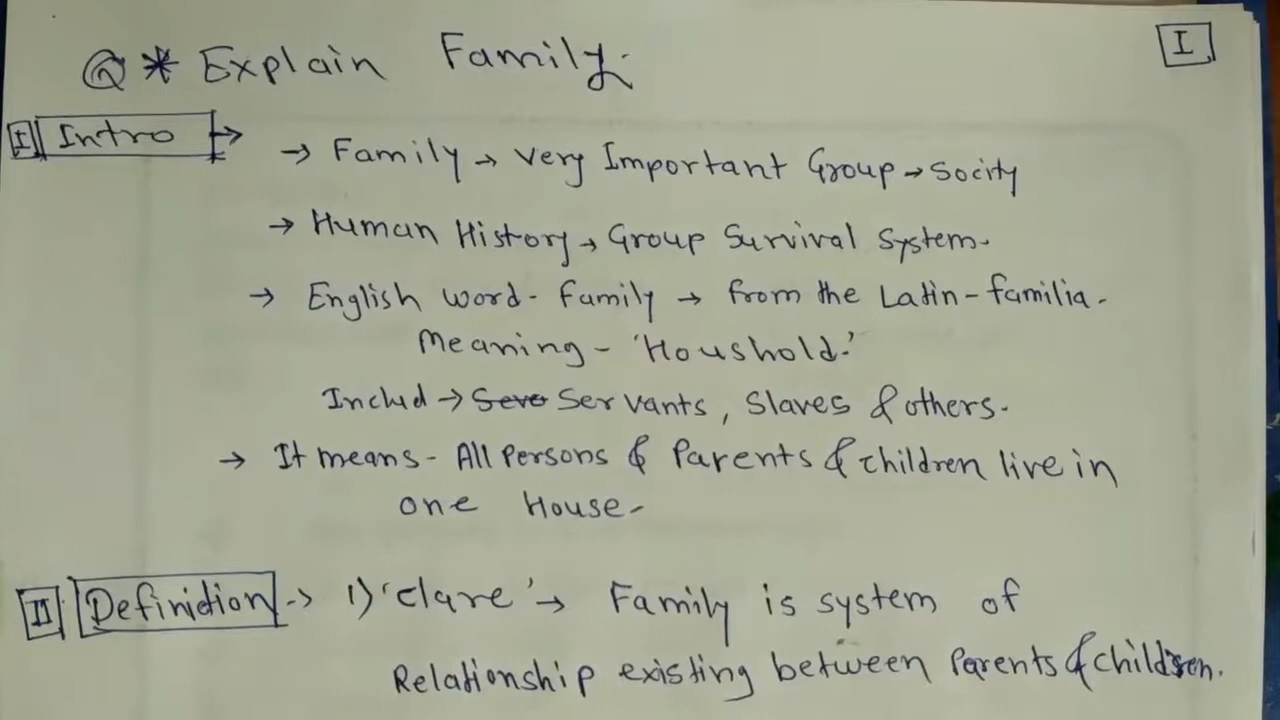 Q * Explain Family.
I
I Intro →
→ Family → Very Important Group → Socity
→ Human History → Group Survival System.
→ English word - Family → from the Latin - familia.
Meaning - 'Houshold.'
Includ → Seve Servants, Slaves & others.
→ It means - All Persons & Parents & children live in
one House -
II Definition → 1) 'Clare' → Family is system of
Relationship existing between Parents & children.